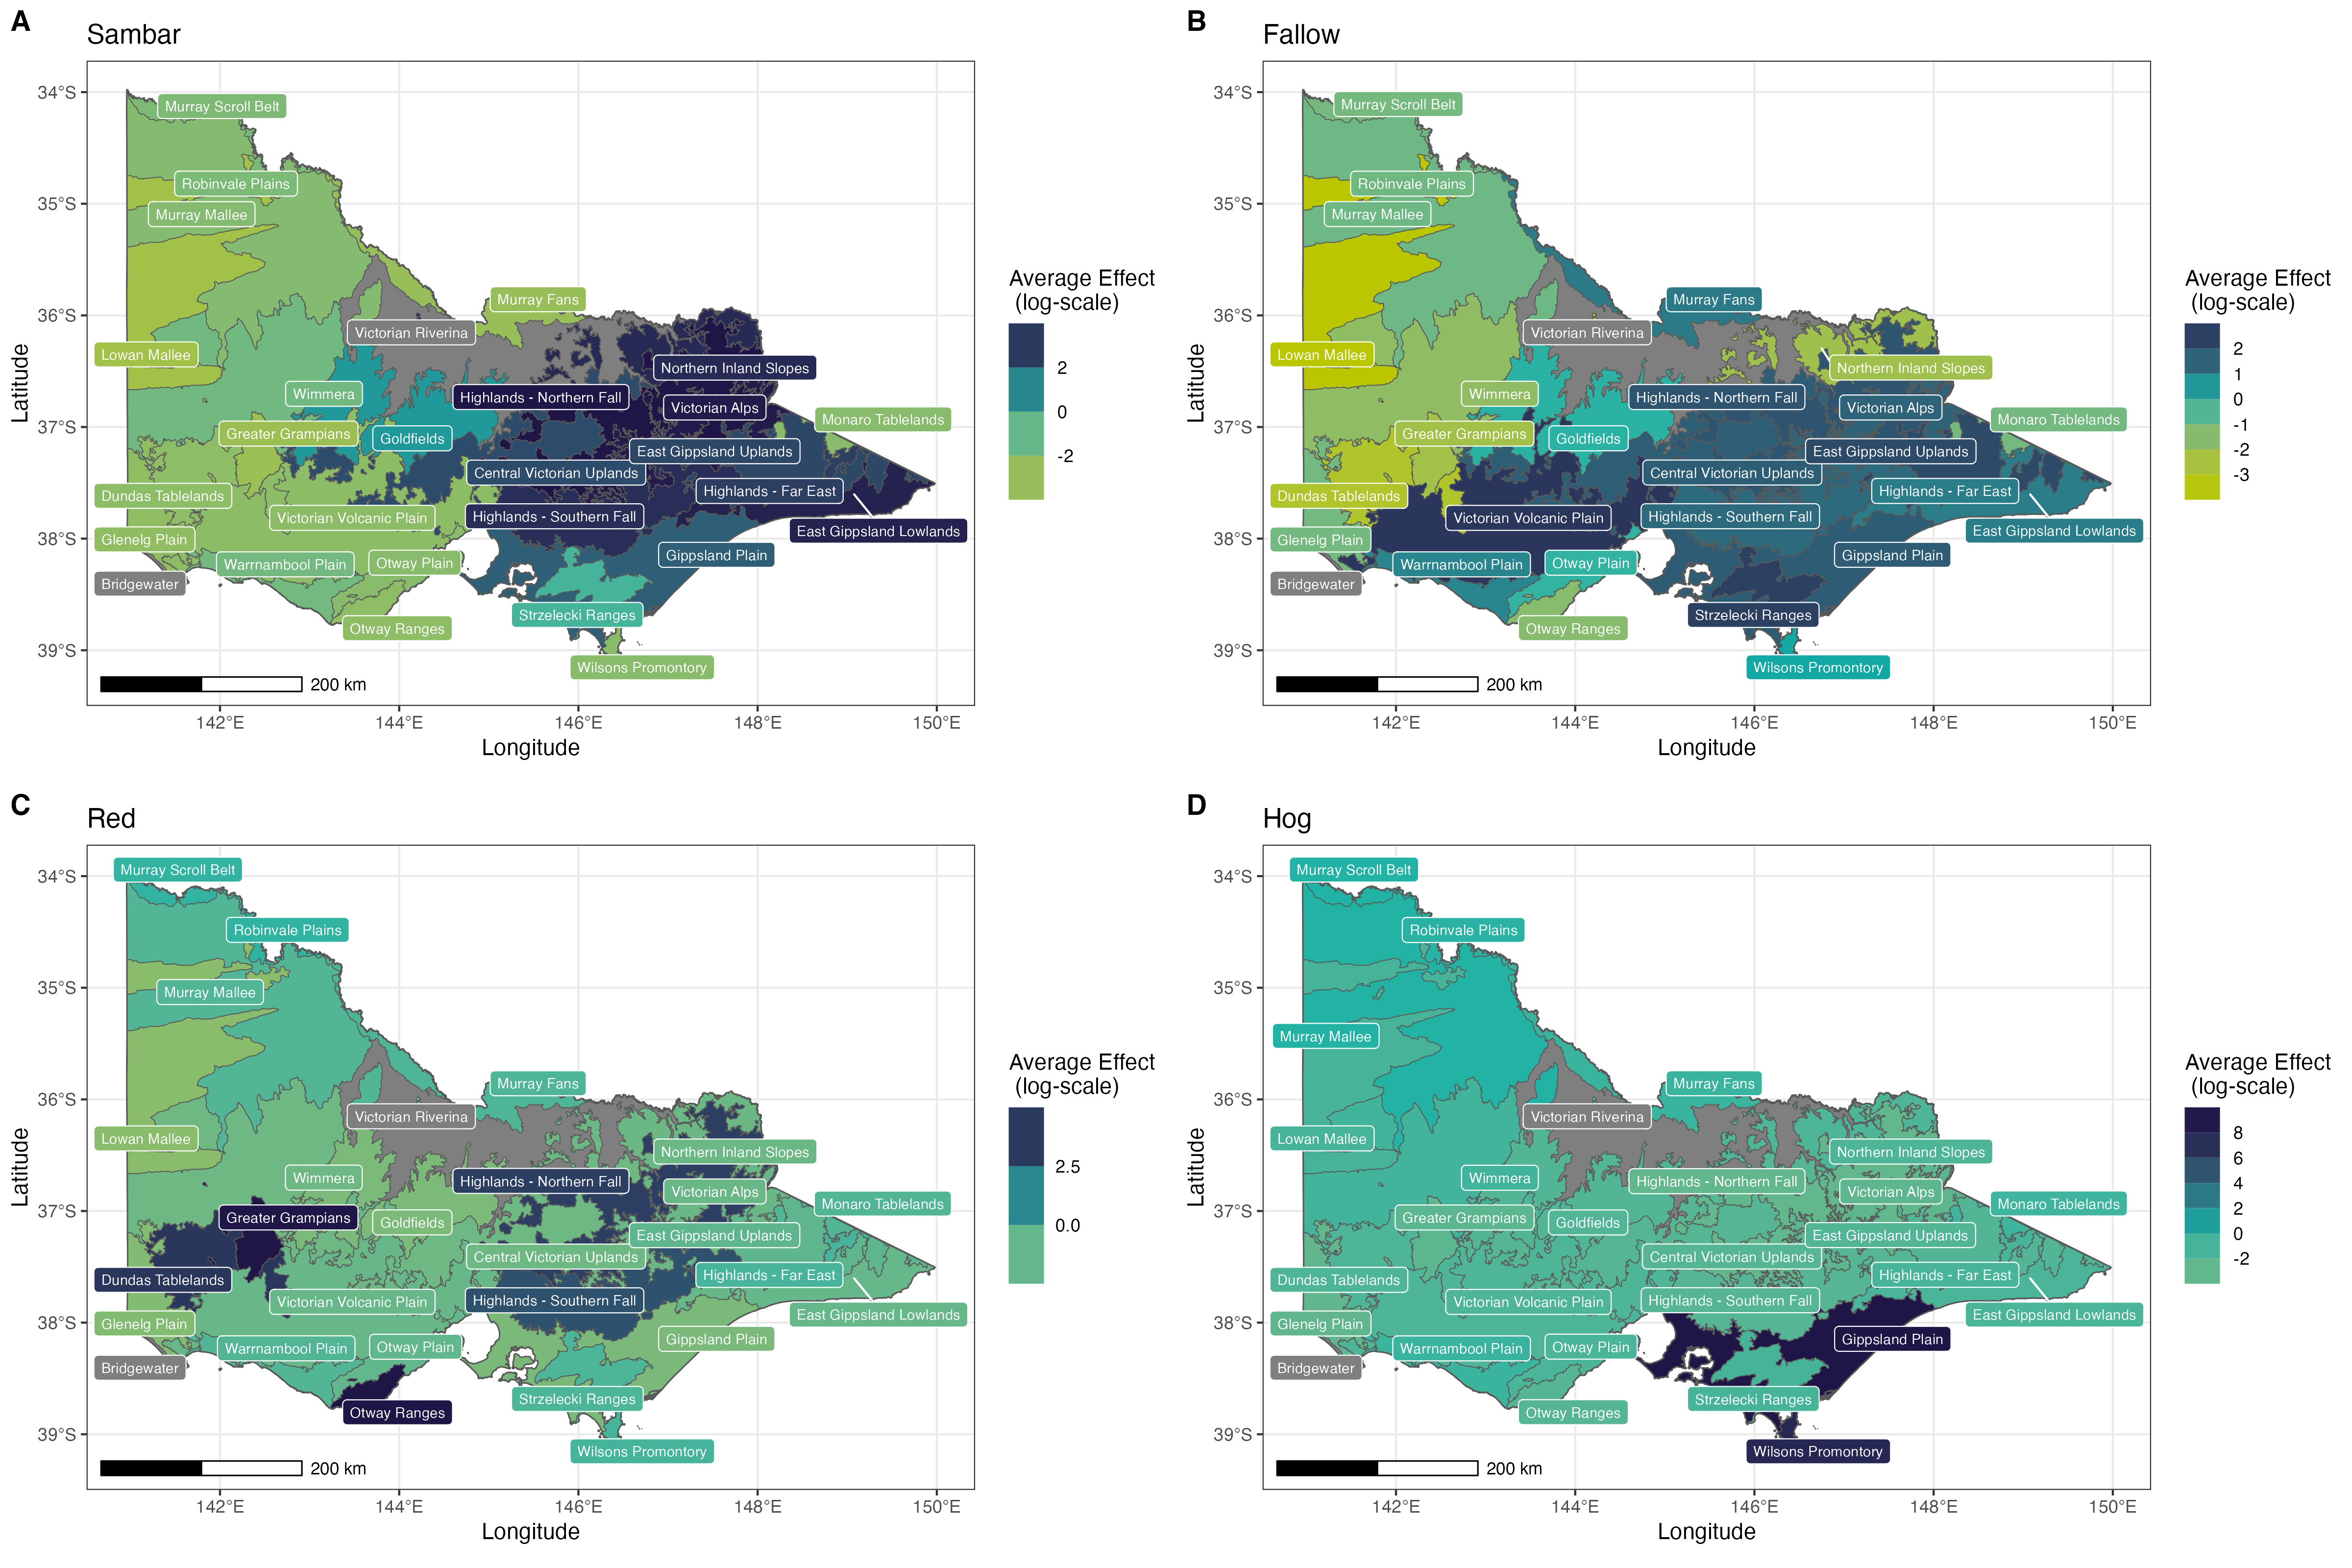 A
Sambar
34°S
35°S
36°S
37°S
38°S
39°S
Latitude
Murray Scroll Belt
Robinvale Plains
Murray Mallee
Murray Fans
Victorian Riverina
Lowan Mallee
Northern Inland Slopes
Wimmera
Highlands - Northern Fall
Victorian Alps
Monaro Tablelands
Greater Grampians
Goldfields
East Gippsland Uplands
Central Victorian Uplands
Highlands - Far East
Dundas Tablelands
Victorian Volcanic Plain
Highlands - Southern Fall
East Gippsland Lowlands
Glenelg Plain
Gippsland Plain
Warrnambool Plain
Otway Plain
Bridgewater
Strzelecki Ranges
Otway Ranges
Wilsons Promontory
200 km
142°E
144°E
146°E
148°E
150°E
Longitude
Average Effect
(log-scale)
2
0
-2
B
Fallow
34°S
35°S
36°S
37°S
38°S
39°S
Latitude
Murray Scroll Belt
Robinvale Plains
Murray Mallee
Murray Fans
Victorian Riverina
Lowan Mallee
Northern Inland Slopes
Wimmera
Highlands - Northern Fall
Victorian Alps
Monaro Tablelands
Greater Grampians
Goldfields
East Gippsland Uplands
Central Victorian Uplands
Highlands - Far East
Dundas Tablelands
Victorian Volcanic Plain
Highlands - Southern Fall
East Gippsland Lowlands
Glenelg Plain
Gippsland Plain
Warrnambool Plain
Otway Plain
Bridgewater
Strzelecki Ranges
Otway Ranges
Wilsons Promontory
200 km
142°E
144°E
146°E
148°E
150°E
Longitude
Average Effect
(log-scale)
2
1
0
-1
-2
-3
C
Red
34°S
35°S
36°S
37°S
38°S
39°S
Latitude
Murray Scroll Belt
Robinvale Plains
Murray Mallee
Murray Fans
Victorian Riverina
Lowan Mallee
Northern Inland Slopes
Wimmera
Highlands - Northern Fall
Victorian Alps
Monaro Tablelands
Greater Grampians
Goldfields
East Gippsland Uplands
Central Victorian Uplands
Highlands - Far East
Dundas Tablelands
Victorian Volcanic Plain
Highlands - Southern Fall
East Gippsland Lowlands
Glenelg Plain
Gippsland Plain
Warrnambool Plain
Otway Plain
Bridgewater
Strzelecki Ranges
Otway Ranges
Wilsons Promontory
200 km
142°E
144°E
146°E
148°E
150°E
Longitude
Average Effect
(log-scale)
2.5
0.0
D
Hog
34°S
35°S
36°S
37°S
38°S
39°S
Latitude
Murray Scroll Belt
Robinvale Plains
Murray Mallee
Murray Fans
Victorian Riverina
Lowan Mallee
Northern Inland Slopes
Wimmera
Highlands - Northern Fall
Victorian Alps
Monaro Tablelands
Greater Grampians
Goldfields
East Gippsland Uplands
Central Victorian Uplands
Highlands - Far East
Dundas Tablelands
Victorian Volcanic Plain
Highlands - Southern Fall
East Gippsland Lowlands
Glenelg Plain
Gippsland Plain
Warrnambool Plain
Otway Plain
Bridgewater
Strzelecki Ranges
Otway Ranges
Wilsons Promontory
200 km
142°E
144°E
146°E
148°E
150°E
Longitude
Average Effect
(log-scale)
8
6
4
2
0
-2